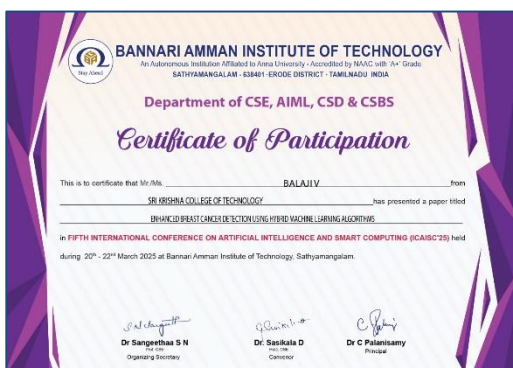 BANNARI AMMAN INSTITUTE OF TECHNOLOGY
An Autonomous Institution Affiliated to Anna University - Accredited by NAAC with 'A+' Grade
SATHYAMANGALAM - 638401 -ERODE DISTRICT - TAMILNADU INDIA
Stay Ahead
Department of CSE, AIML, CSD & CSBS
Certificate of Participation
This is to certificate that Mr./Ms. BALAJI V from
SRI KRISHNA COLLEGE OF TECHNOLOGY has presented a paper titled
ENHANCED BREAST CANCER DETECTION USING HYBRID MACHINE LEARNING ALGORITHMS
in FIFTH INTERNATIONAL CONFERENCE ON ARTIFICIAL INTELLIGENCE AND SMART COMPUTING (ICAISC'25) held
during 20th - 22nd March 2025 at Bannari Amman Institute of Technology, Sathyamangalam.
Dr Sangeethaa S N Dr. Sasikala D Dr C Palanisamy
Organizing Secretary Convenor Principal